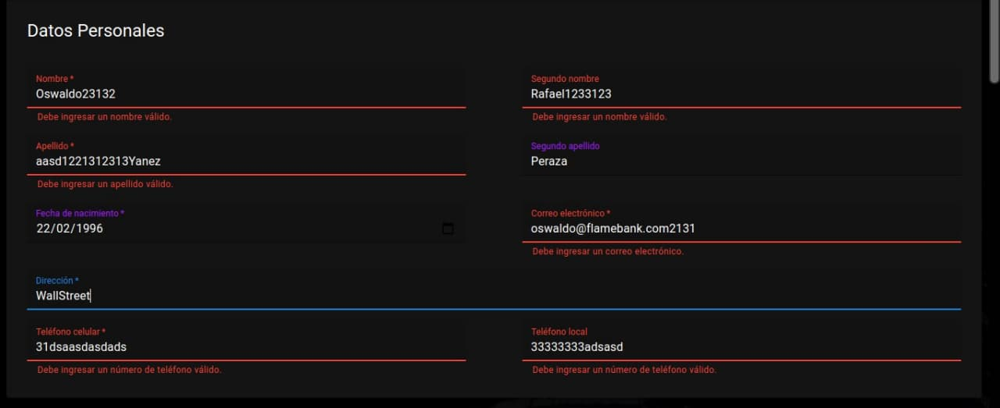 Datos Personales
Nombre *
Oswaldo23132
Debe ingresar un nombre válido.
Segundo nombre
Rafael1233123
Debe ingresar un nombre válido.
Apellido *
aasd1221312313Yanez
Debe ingresar un apellido válido.
Segundo apellido
Peraza
Fecha de nacimiento *
22/02/1996
Correo electrónico *
oswaldo@flamebank.com2131
Debe ingresar un correo electrónico.
Dirección *
WallStreet
Teléfono celular *
31dsaasdasdads
Debe ingresar un número de teléfono válido.
Teléfono local
33333333adsasd
Debe ingresar un número de teléfono válido.